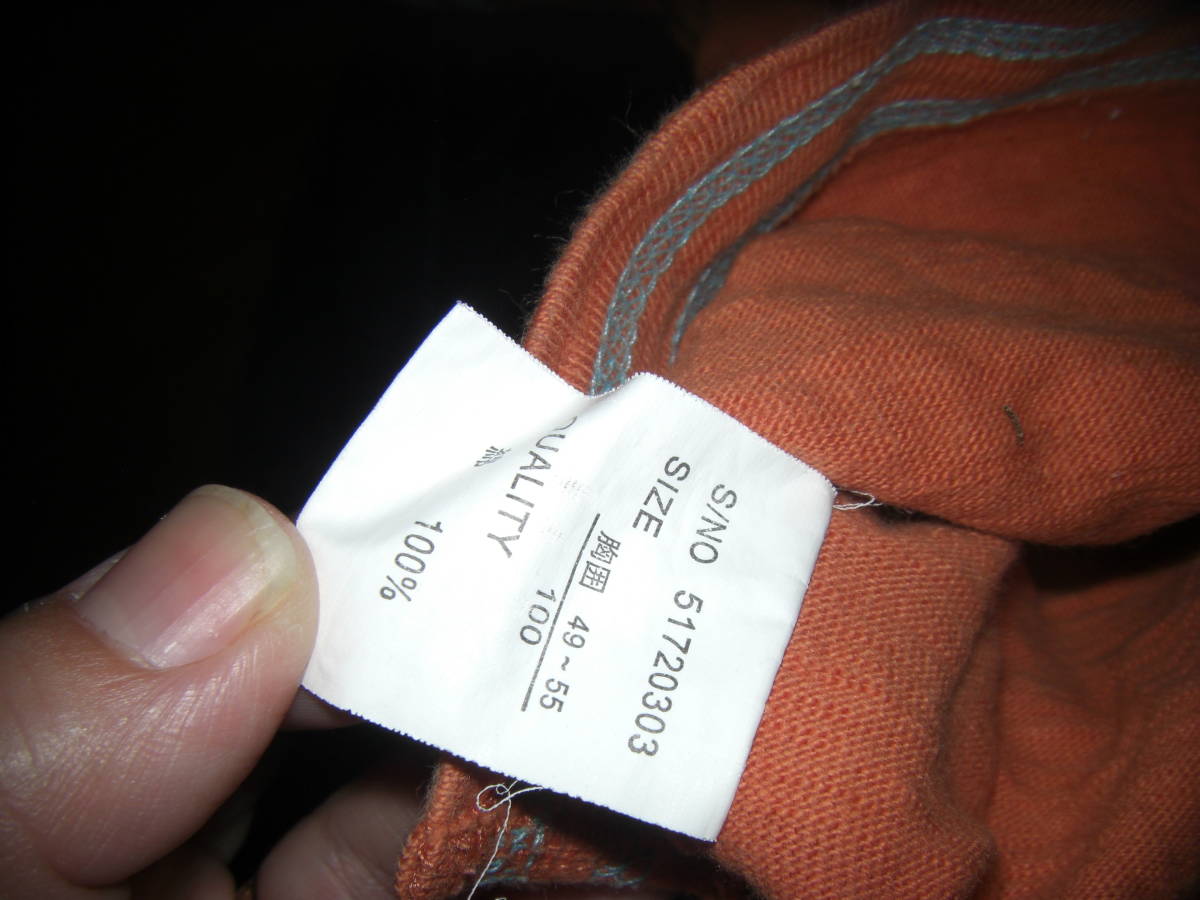 S/NO 51720303
SIZE
胸囲 49~55
100
QUALITY
100%